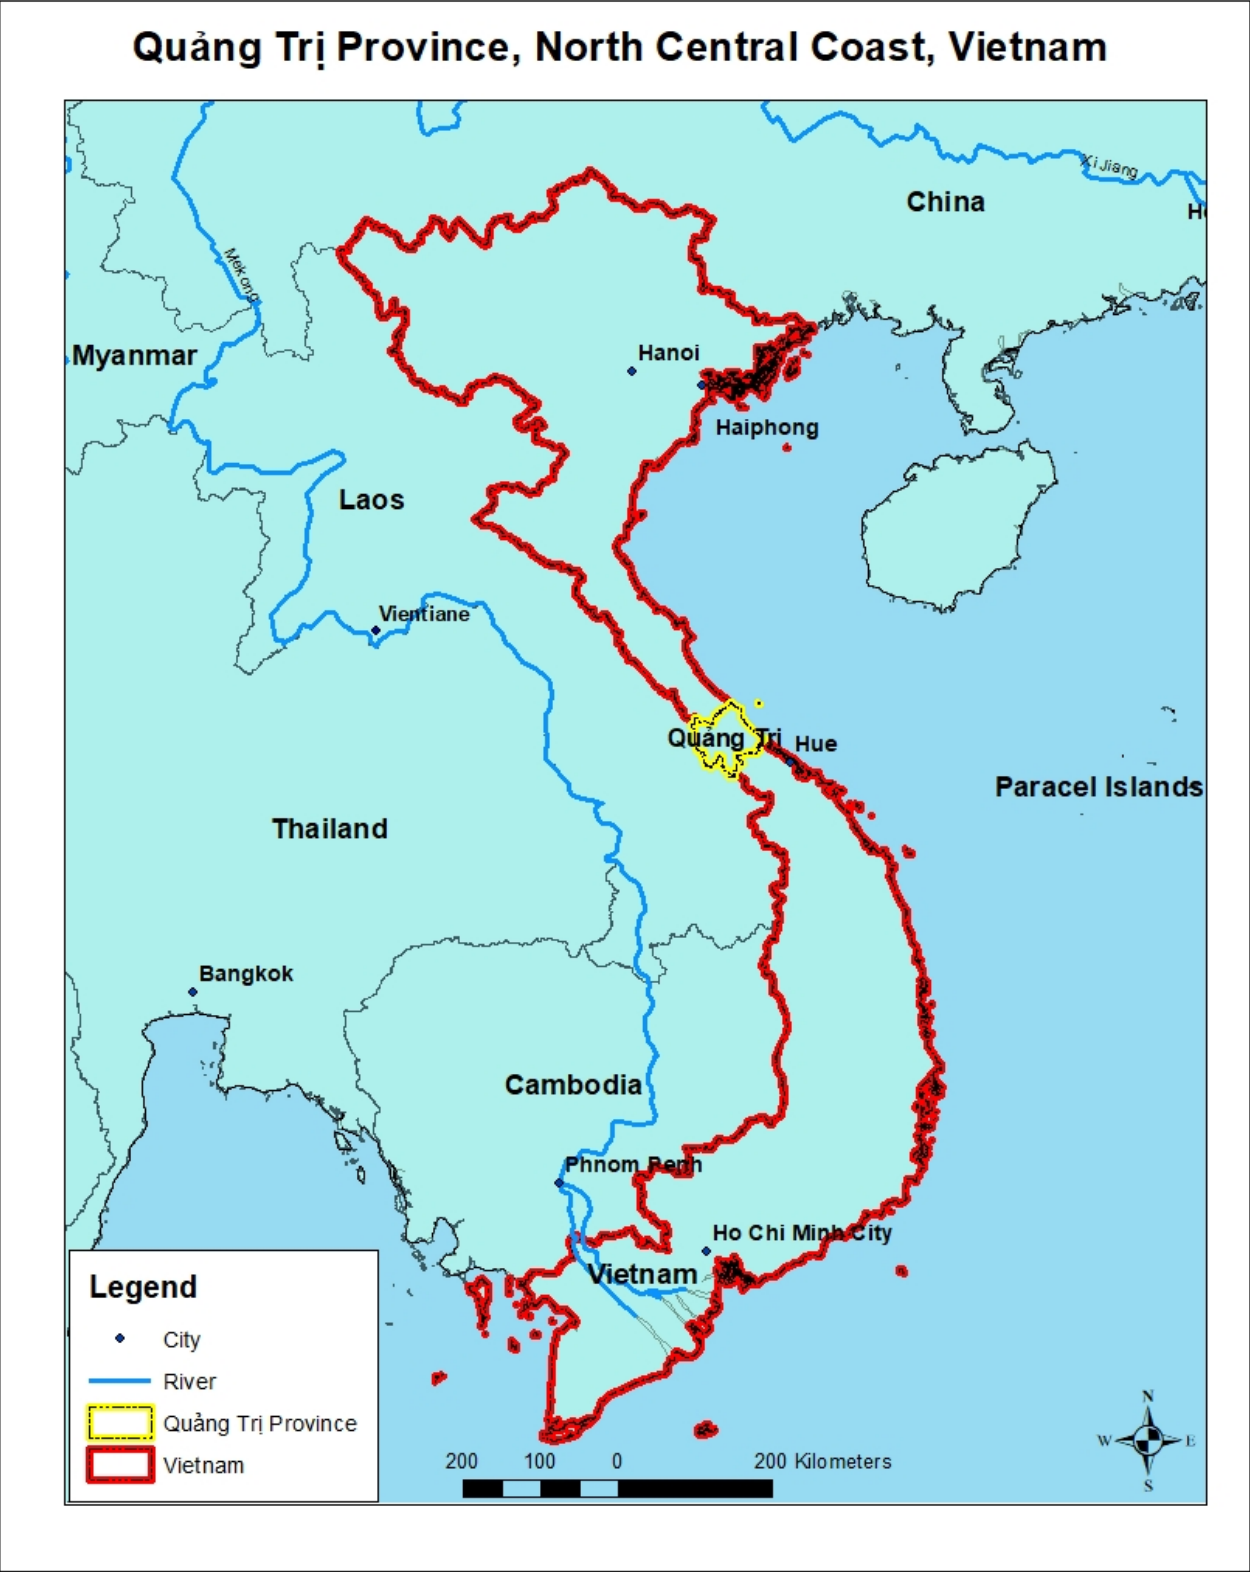 Quảng Trị Province, North Central Coast, Vietnam
Xi Jiang
China
Mekong
Myanmar
Hanoi
Haiphong
Laos
Vientiane
Quảng Trị
Hue
Paracel Islands
Thailand
Bangkok
Cambodia
Phnom Penh
Ho Chi Minh City
Vietnam
Legend
City
River
Quảng Trị Province
Vietnam
200 100 0 200 Kilometers
N
W E
S